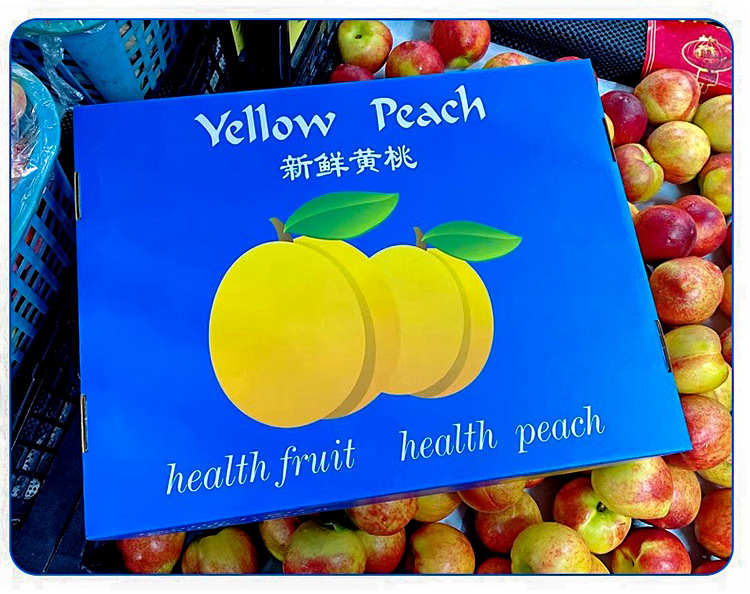 Yellow Peach
新鲜黄桃
health fruit health peach